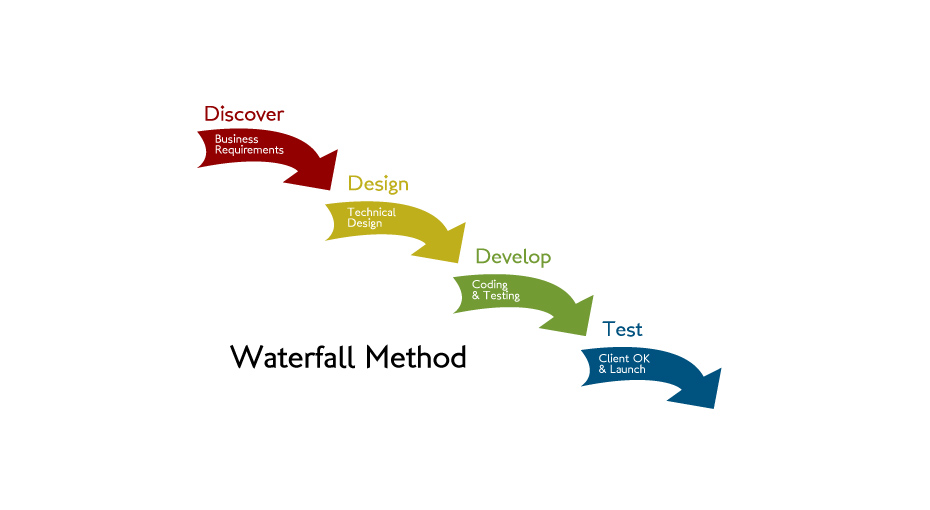 Discover
Business
Requirements
Design
Technical
Design
Develop
Coding
& Testing
Test
Client OK
& Launch
Waterfall Method